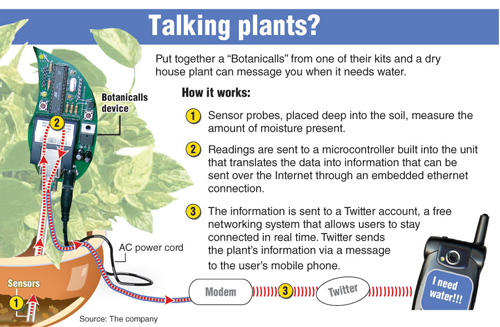 Talking plants?
Put together a “Botanicalls” from one of their kits and a dry
house plant can message you when it needs water.
How it works:
1 Sensor probes, placed deep into the soil, measure the
amount of moisture present.
2 Readings are sent to a microcontroller built into the unit
that translates the data into information that can be
sent over the Internet through an embedded ethernet
connection.
3 The information is sent to a Twitter account, a free
networking system that allows users to stay
connected in real time. Twitter sends
the plant's information via a message
to the user's mobile phone.
Botanicalls
device
2
AC power cord
Sensors
1
Modem
3
Twitter
I need
water!!!
Source: The company